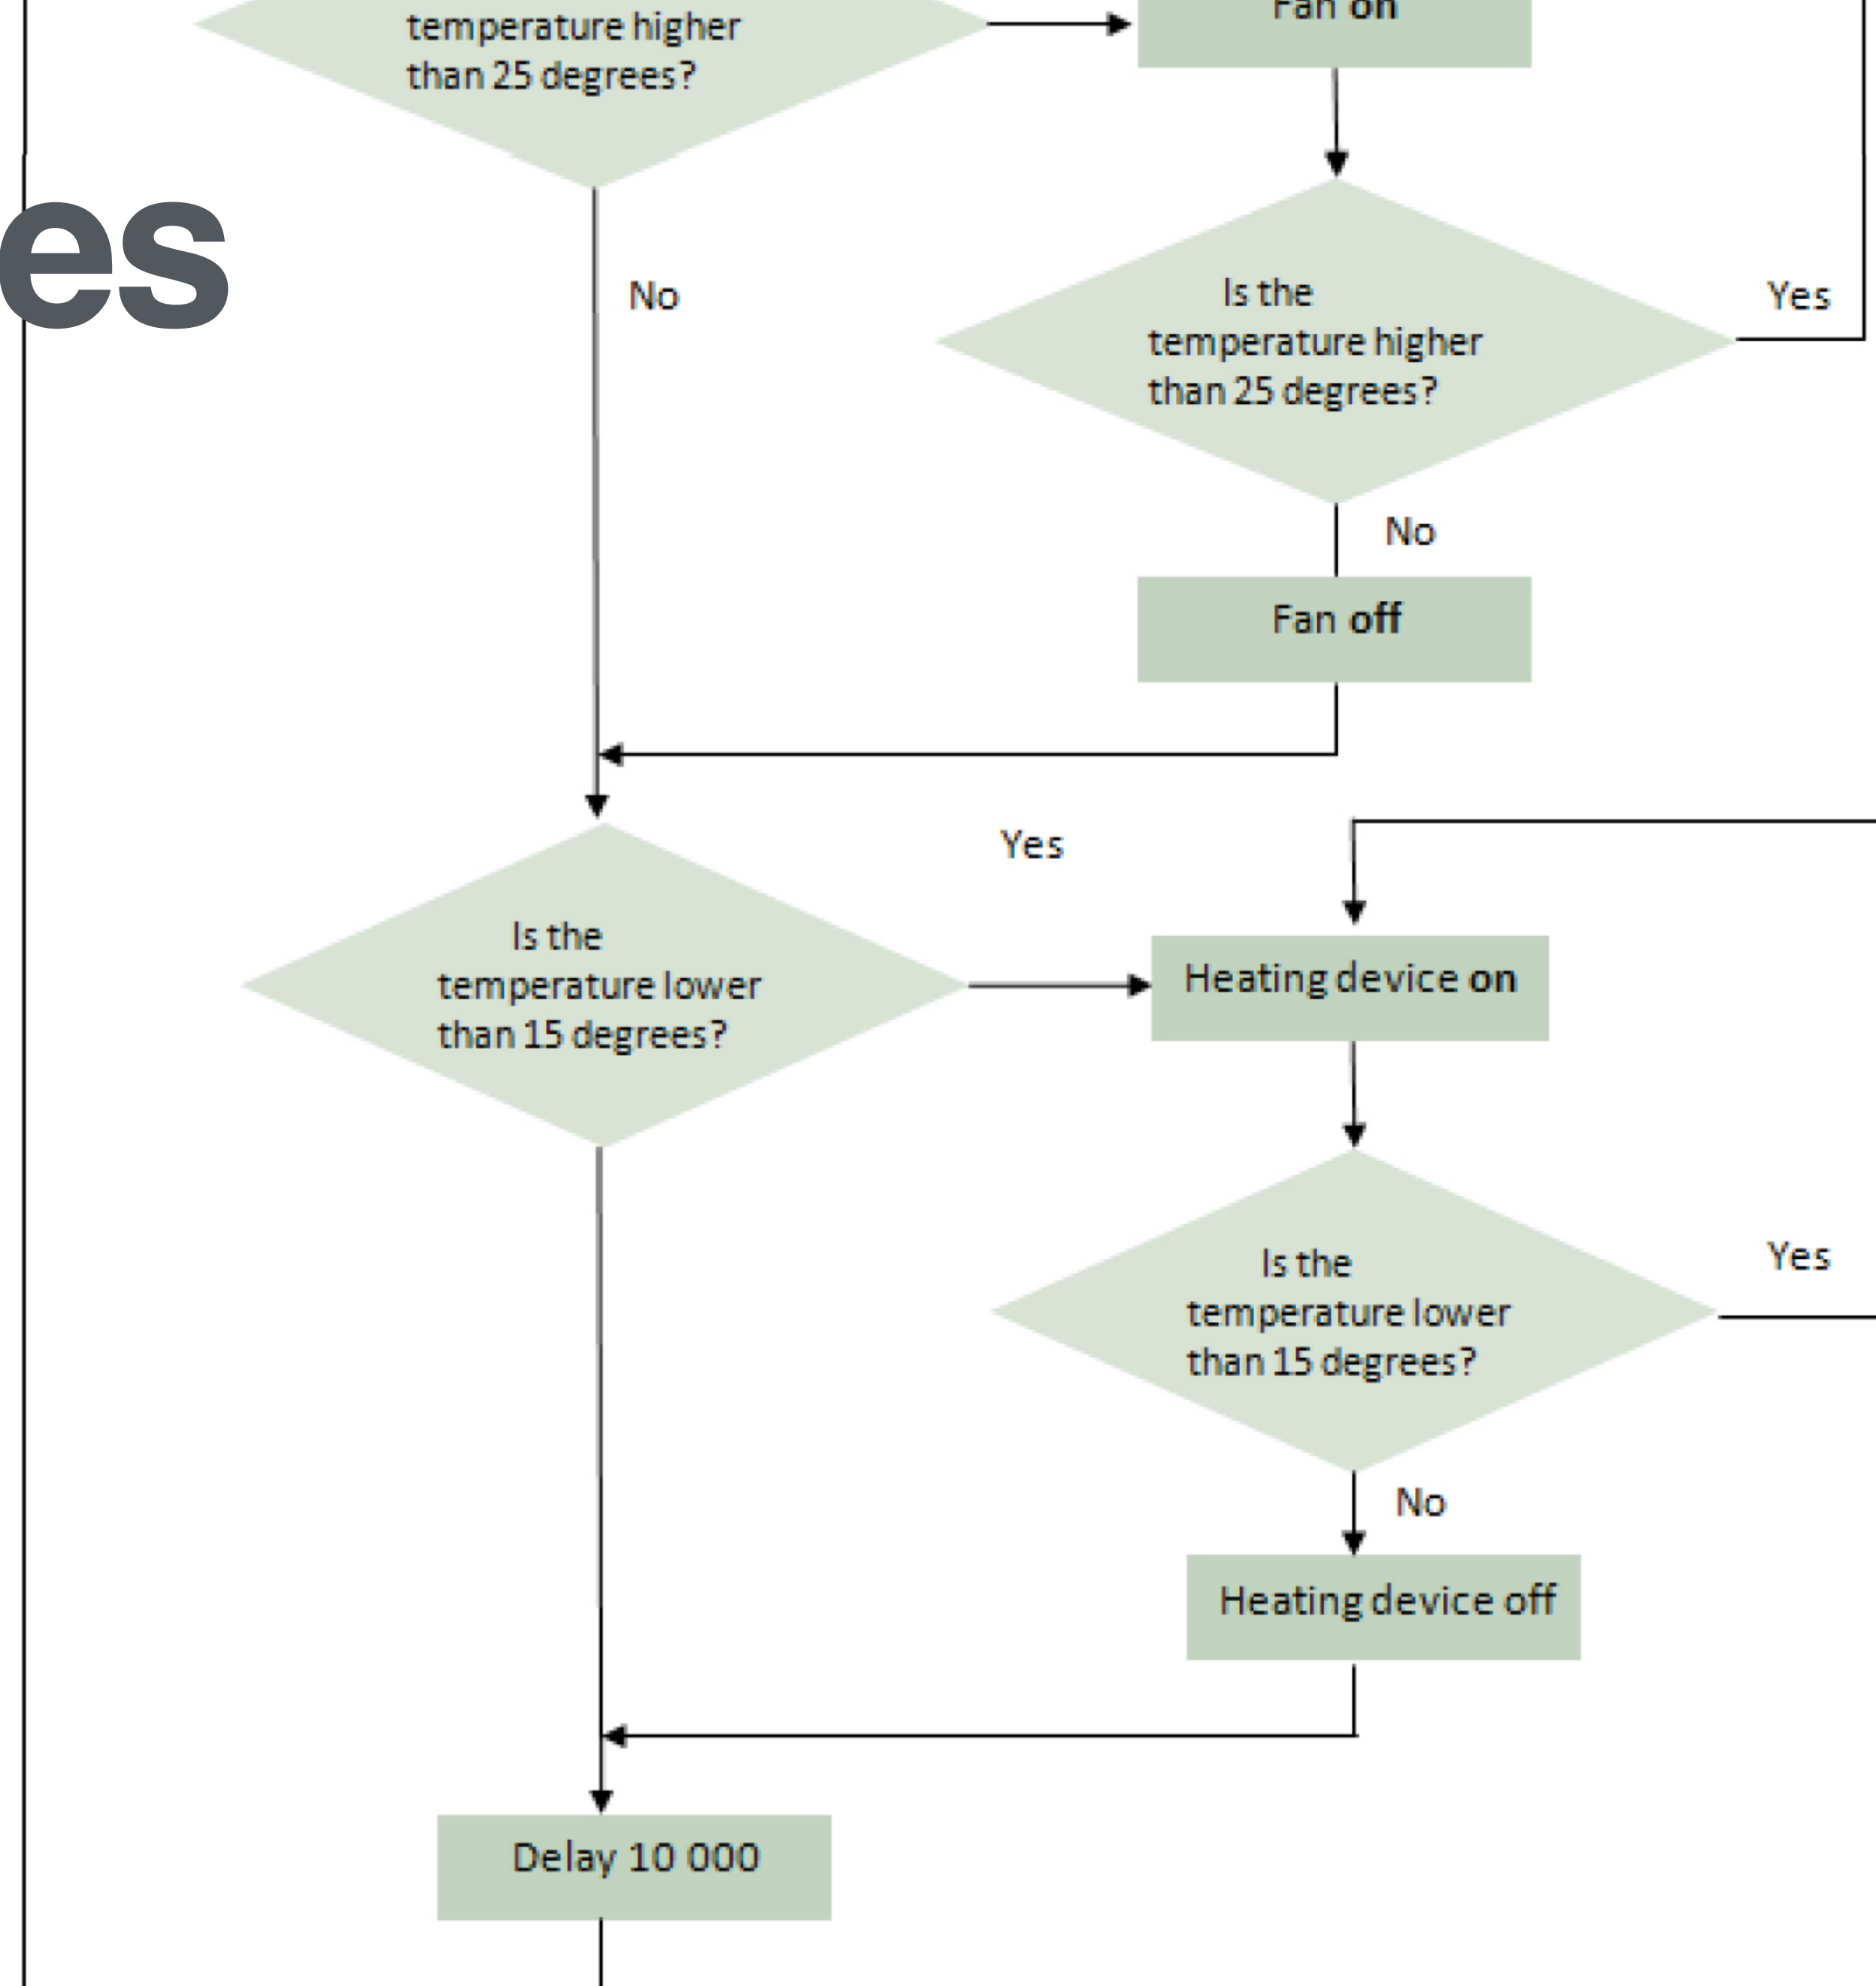 temperature higher
than 25 degrees?
Fan on
es
No
Is the
temperature higher
than 25 degrees?
Yes
No
Fan off
Yes
Is the
temperature lower
than 15 degrees?
Heating device on
Is the
temperature lower
than 15 degrees?
Yes
No
Heating device off
Delay 10 000